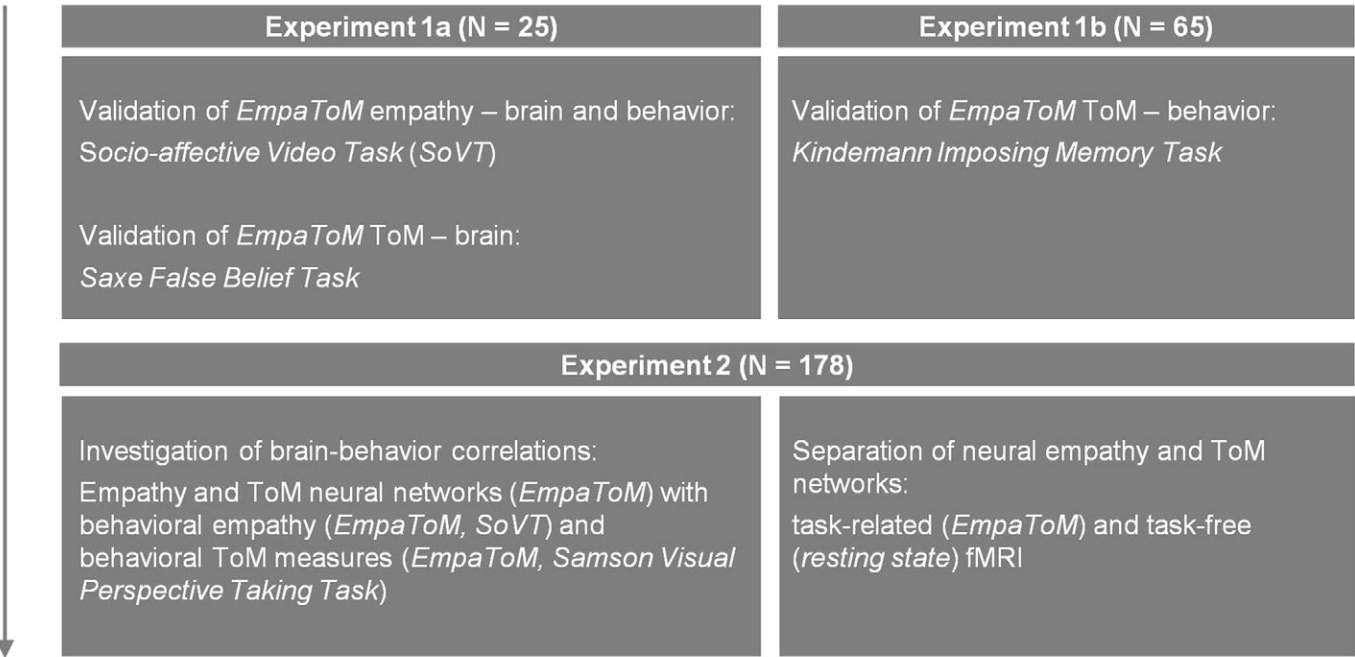 Experiment 1a (N = 25)
Validation of EmpaToM empathy – brain and behavior:
Socio-affective Video Task (SoVT)
Validation of EmpaToM ToM – brain:
Saxe False Belief Task
Experiment 1b (N = 65)
Validation of EmpaToM ToM – behavior:
Kindemann Imposing Memory Task
Experiment 2 (N = 178)
Investigation of brain-behavior correlations:
Empathy and ToM neural networks (EmpaToM) with
behavioral empathy (EmpaToM, SoVT) and
behavioral ToM measures (EmpaToM, Samson Visual
Perspective Taking Task)
Separation of neural empathy and ToM
networks:
task-related (EmpaToM) and task-free
(resting state) fMRI